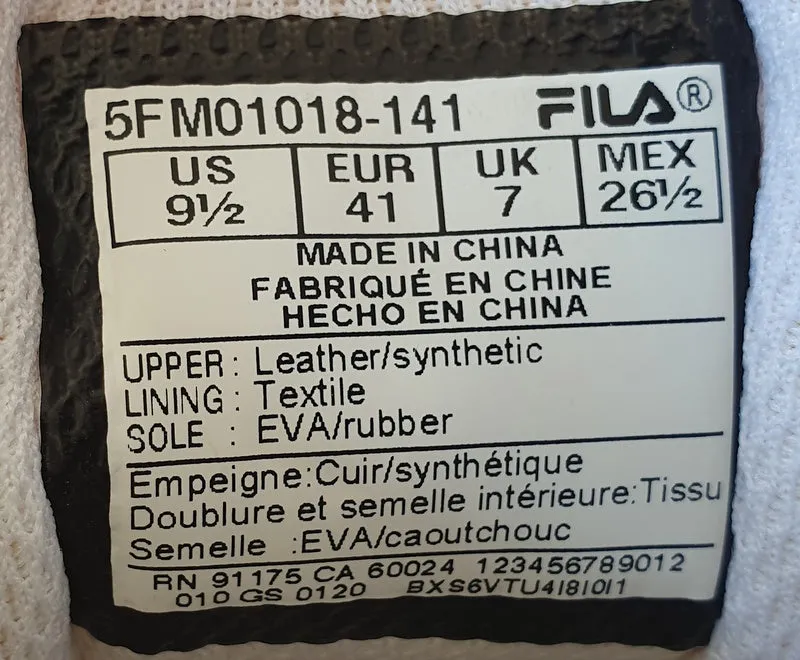 5FM01018-141 FILA®
US EUR UK MEX
9½ 41 7 26½
MADE IN CHINA
FABRIQUÉ EN CHINE
HECHO EN CHINA
UPPER : Leather/synthetic
LINING : Textile
SOLE : EVA/rubber
Empeigne:Cuir/synthétique
Doublure et semelle intérieure:Tissu
Semelle :EVA/caoutchouc
RN 91175 CA 60024 123456789012
010 GS 0120 BXS6VTU4I8I0I1